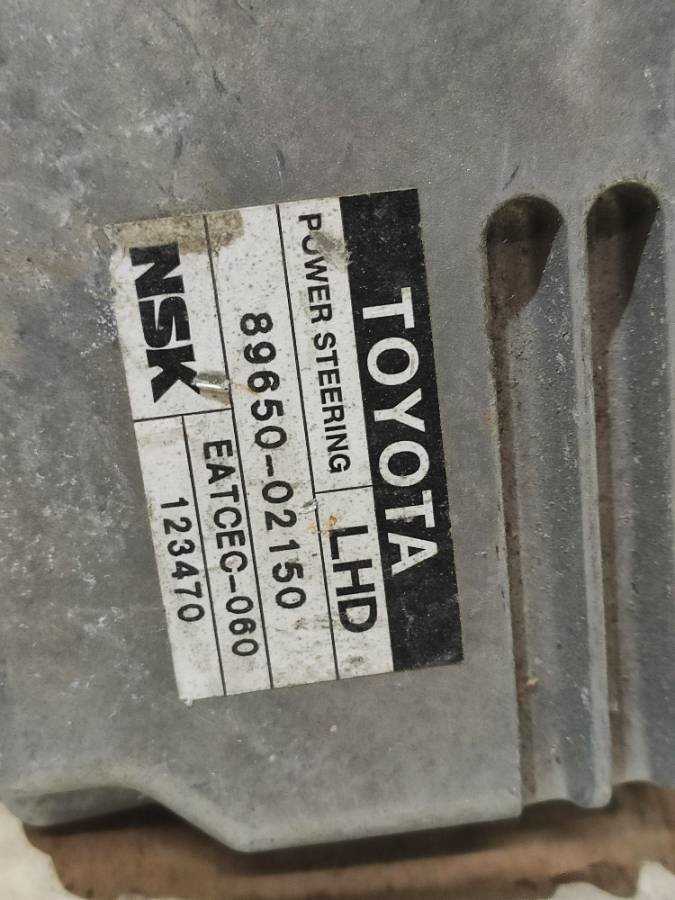 TOYOTA
POWER STEERING LHD
89650-02150
NSK EATCEC-060
123470